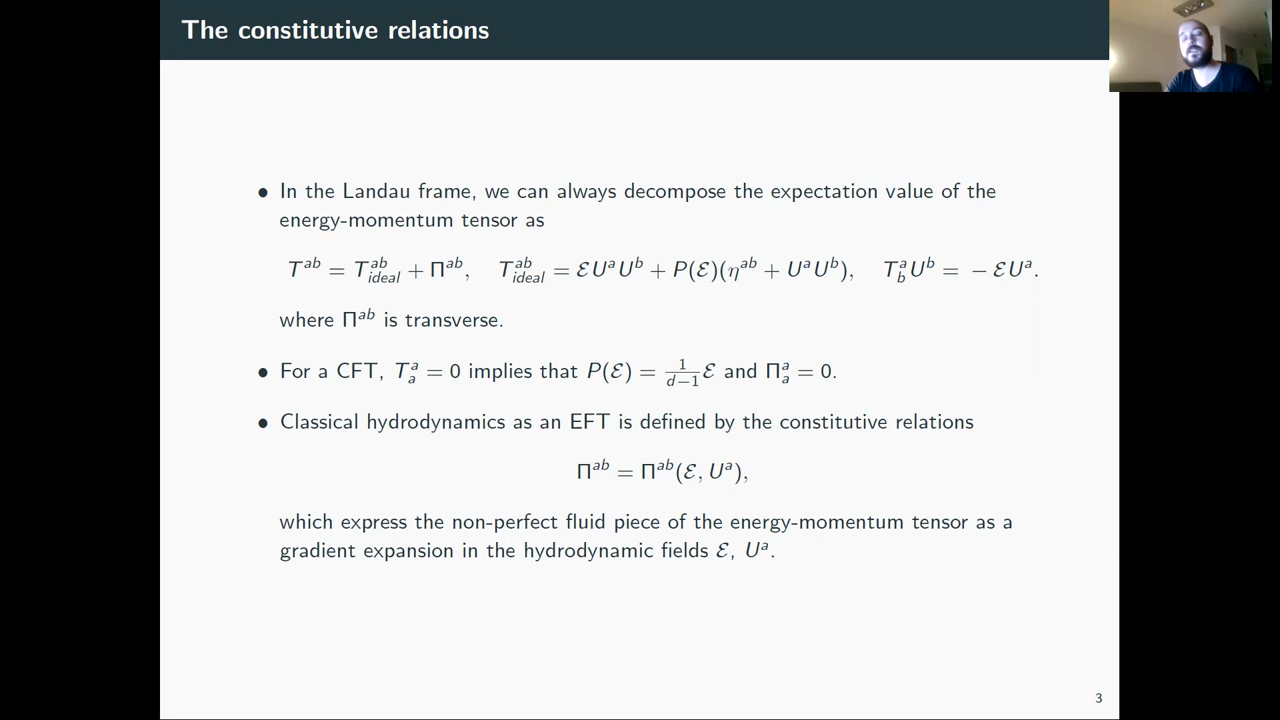 The constitutive relations
• In the Landau frame, we can always decompose the expectation value of the
energy-momentum tensor as
T^{ab} = T^{ab}_{ideal} + Π^{ab},   T^{ab}_{ideal} = ℰU^aU^b + P(ℰ)(η^{ab} + U^aU^b),   T^a_b U^b = −ℰU^a.
where Π^{ab} is transverse.
• For a CFT, T^a_a = 0 implies that P(ℰ) = \frac{1}{d−1}ℰ and Π^a_a = 0.
• Classical hydrodynamics as an EFT is defined by the constitutive relations
Π^{ab} = Π^{ab}(ℰ, U^a),
which express the non-perfect fluid piece of the energy-momentum tensor as a
gradient expansion in the hydrodynamic fields ℰ, U^a.
3